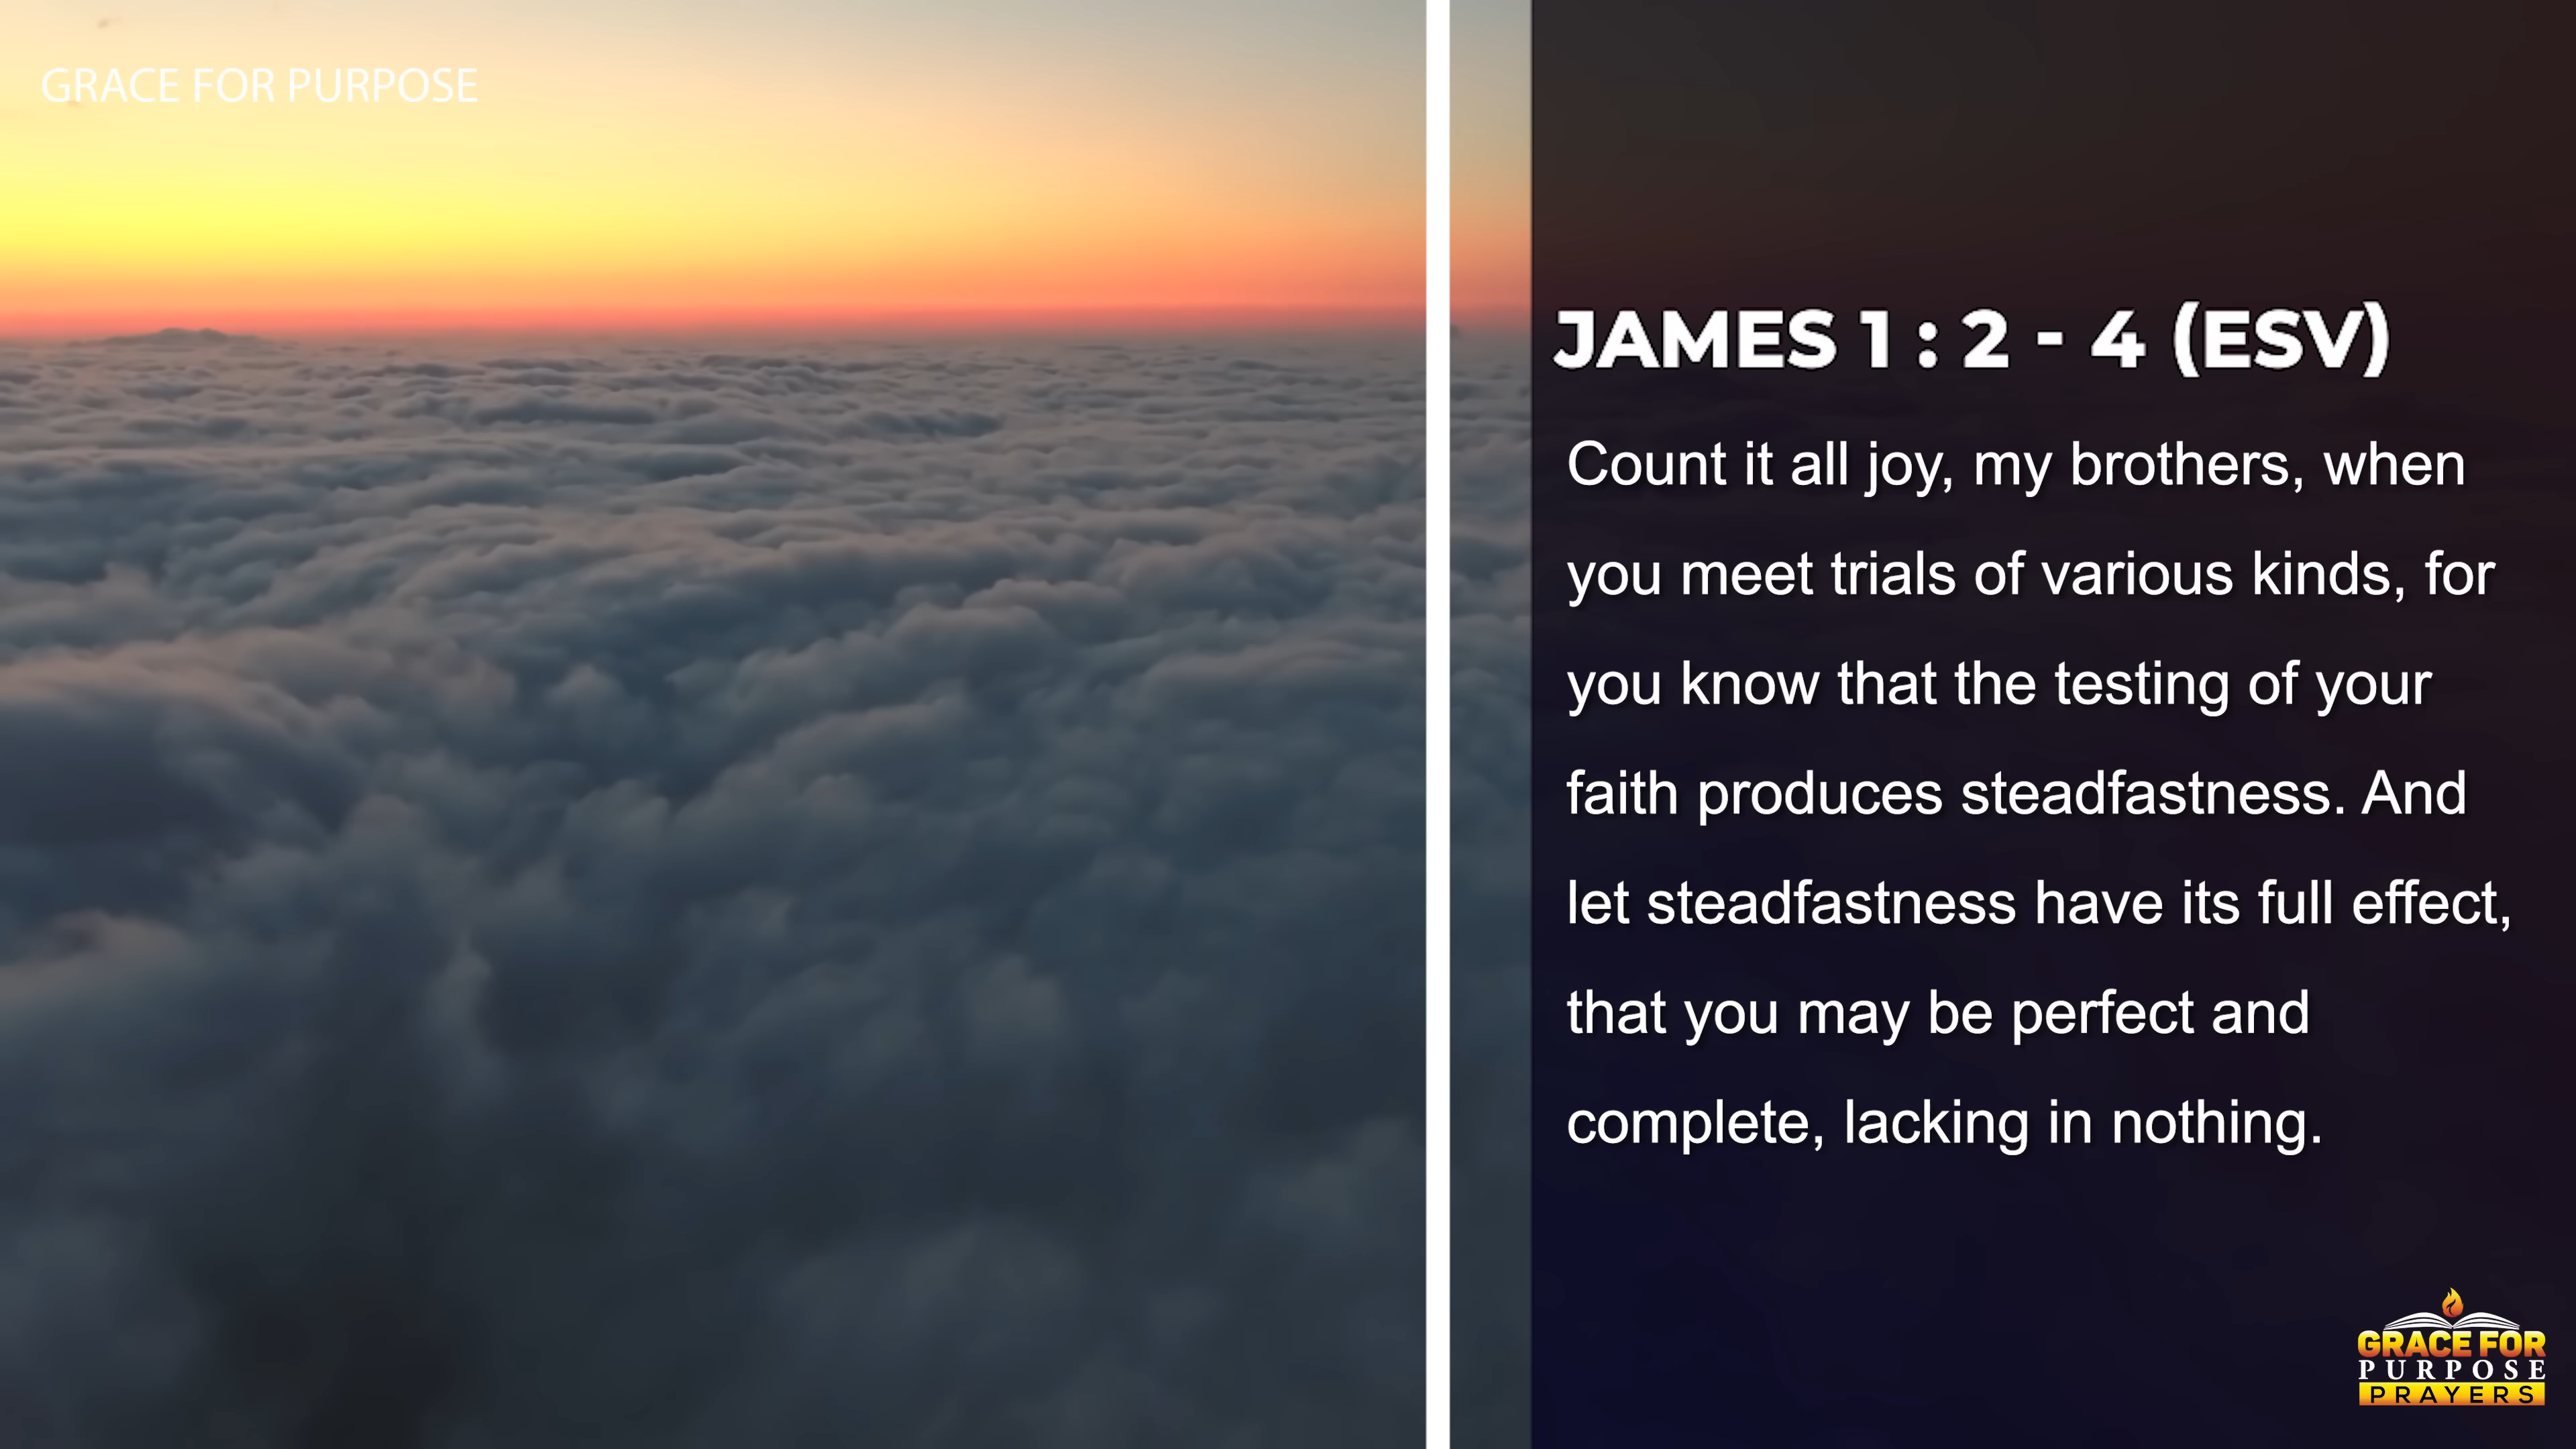 GRACE FOR PURPOSE
JAMES 1 : 2 - 4 (ESV)
Count it all joy, my brothers, when
you meet trials of various kinds, for
you know that the testing of your
faith produces steadfastness. And
let steadfastness have its full effect,
that you may be perfect and
complete, lacking in nothing.
GRACE FOR
PURPOSE
PRAYERS